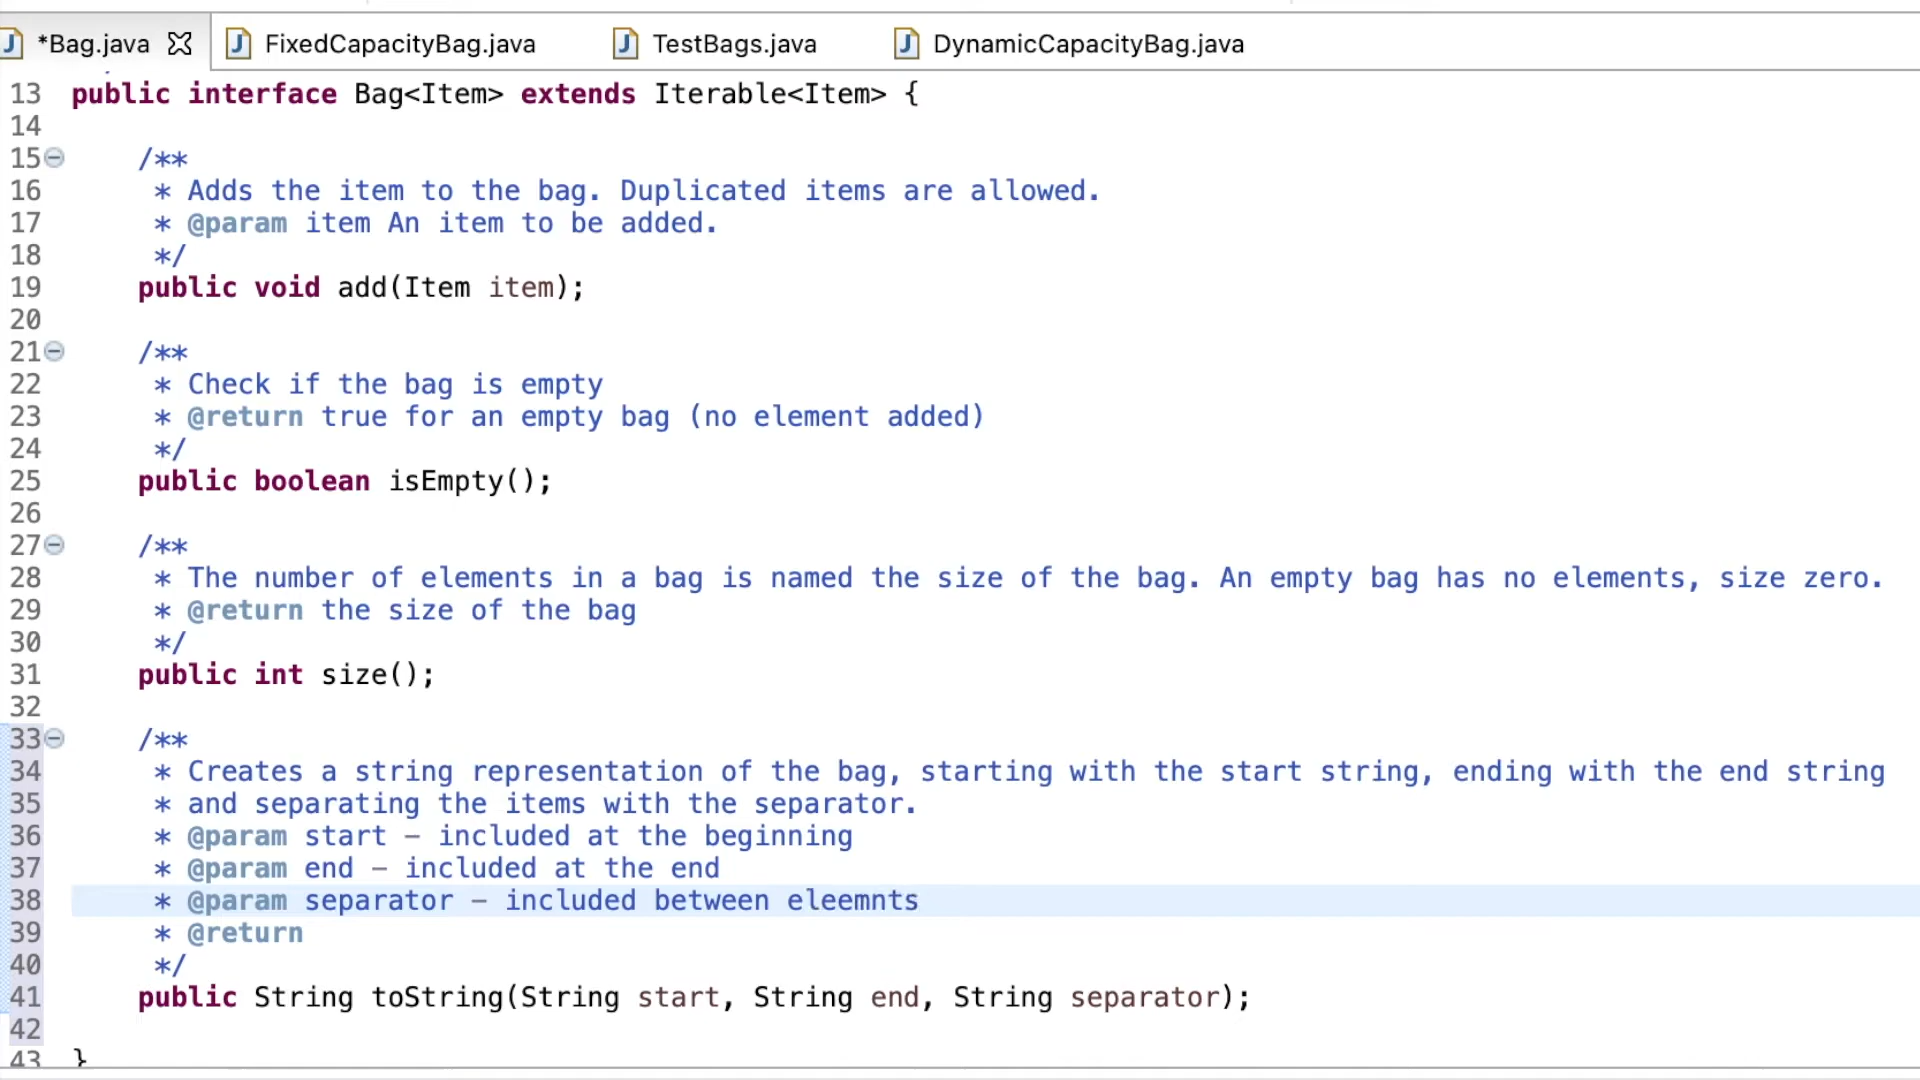 *Bag.java FixedCapacityBag.java TestBags.java DynamicCapacityBag.java
13 public interface Bag<Item> extends Iterable<Item> {
14
15 /**
16 * Adds the item to the bag. Duplicated items are allowed.
17 * @param item An item to be added.
18 */
19 public void add(Item item);
20
21 /**
22 * Check if the bag is empty
23 * @return true for an empty bag (no element added)
24 */
25 public boolean isEmpty();
26
27 /**
28 * The number of elements in a bag is named the size of the bag. An empty bag has no elements, size zero.
29 * @return the size of the bag
30 */
31 public int size();
32
33 /**
34 * Creates a string representation of the bag, starting with the start string, ending with the end string
35 * and separating the items with the separator.
36 * @param start – included at the beginning
37 * @param end – included at the end
38 * @param separator – included between eleemnts
39 * @return
40 */
41 public String toString(String start, String end, String separator);
42
43 }